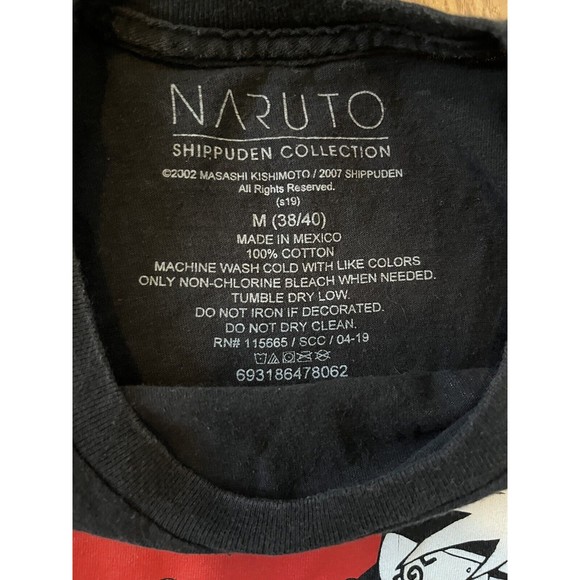 NARUTO
SHIPPUDEN COLLECTION
©2002 MASASHI KISHIMOTO / 2007 SHIPPUDEN
All Rights Reserved.
(s19)
M (38/40)
MADE IN MEXICO
100% COTTON
MACHINE WASH COLD WITH LIKE COLORS
ONLY NON-CHLORINE BLEACH WHEN NEEDED.
TUMBLE DRY LOW.
DO NOT IRON IF DECORATED.
DO NOT DRY CLEAN.
RN# 115665 / SCC / 04-19
693186478062